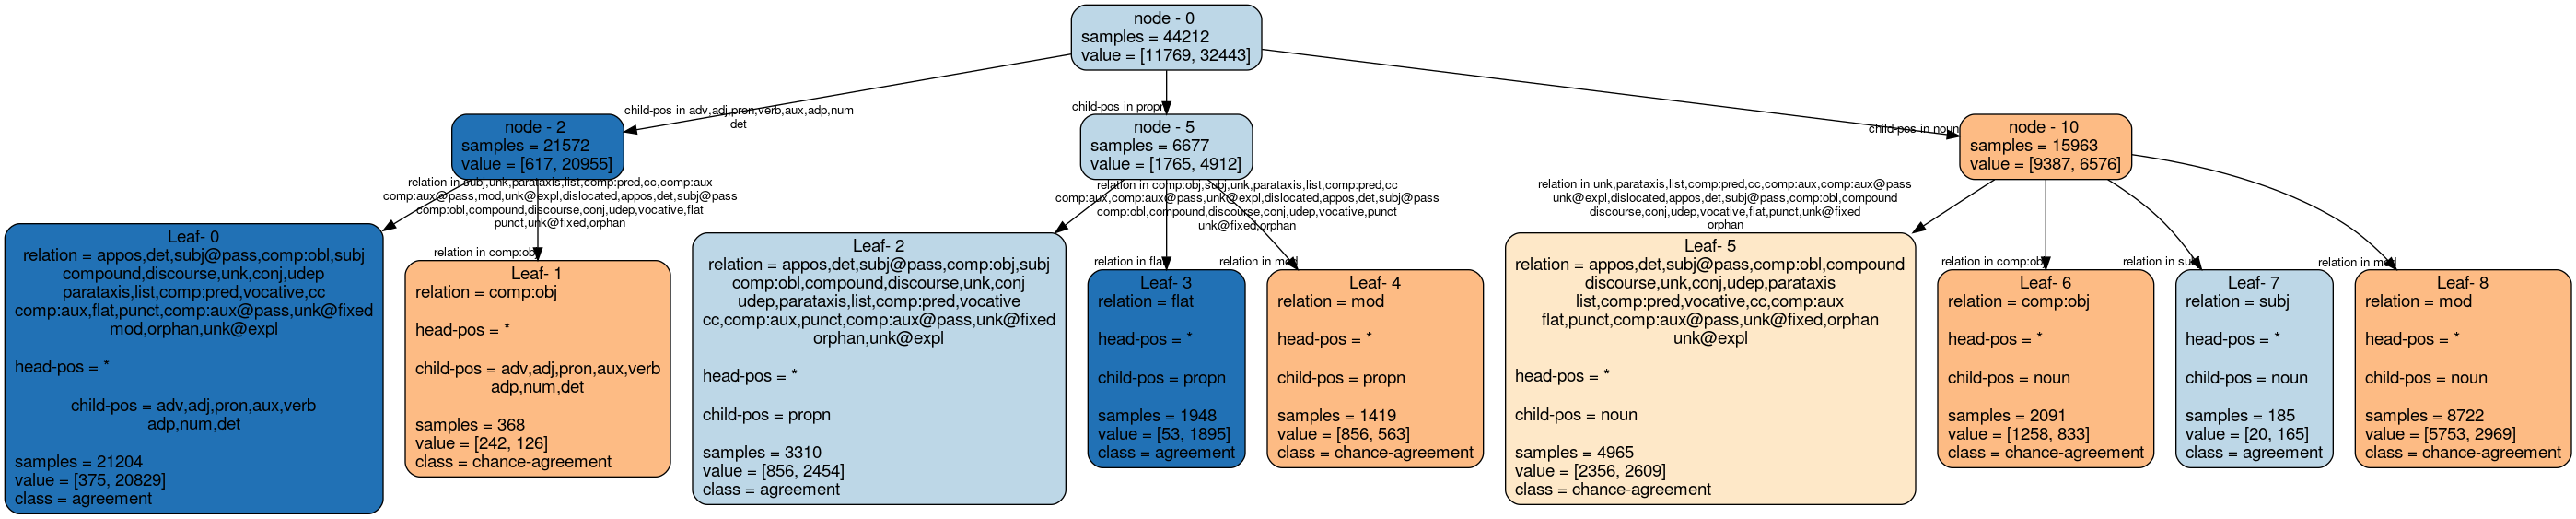 node - 0
samples = 44212
value = [11769, 32443]
child-pos in adv,adj,pron,verb,aux,adp,num
det
child-pos in propn
child-pos in noun
node - 2
samples = 21572
value = [617, 20955]
node - 5
samples = 6677
value = [1765, 4912]
node - 10
samples = 15963
value = [9387, 6576]
relation in subj,unk,parataxis,list,comp:pred,cc,comp:aux
comp:aux@pass,mod,unk@expl,dislocated,appos,det,subj@pass
comp:obl,compound,discourse,conj,udep,vocative,flat
punct,unk@fixed,orphan
relation in comp:obj
relation in comp:obj,subj,unk,parataxis,list,comp:pred,cc
comp:aux,comp:aux@pass,unk@expl,dislocated,appos,det,subj@pass
comp:obl,compound,discourse,conj,udep,vocative,punct
unk@fixed,orphan
relation in flat
relation in mod
relation in unk,parataxis,list,comp:pred,cc,comp:aux,comp:aux@pass
unk@expl,dislocated,appos,det,subj@pass,comp:obl,compound
discourse,conj,udep,vocative,flat,punct,unk@fixed
orphan
relation in comp:obj
relation in subj
relation in mod
Leaf- 0
relation = appos,det,subj@pass,comp:obl,subj
compound,discourse,unk,conj,udep
parataxis,list,comp:pred,vocative,cc
comp:aux,flat,punct,comp:aux@pass,unk@fixed
mod,orphan,unk@expl
head-pos = *
child-pos = adv,adj,pron,aux,verb
adp,num,det
samples = 21204
value = [375, 20829]
class = agreement
Leaf- 1
relation = comp:obj
head-pos = *
child-pos = adv,adj,pron,aux,verb
adp,num,det
samples = 368
value = [242, 126]
class = chance-agreement
Leaf- 2
relation = appos,det,subj@pass,comp:obj,subj
comp:obl,compound,discourse,unk,conj
udep,parataxis,list,comp:pred,vocative
cc,comp:aux,punct,comp:aux@pass,unk@fixed
orphan,unk@expl
head-pos = *
child-pos = propn
samples = 3310
value = [856, 2454]
class = agreement
Leaf- 3
relation = flat
head-pos = *
child-pos = propn
samples = 1948
value = [53, 1895]
class = agreement
Leaf- 4
relation = mod
head-pos = *
child-pos = propn
samples = 1419
value = [856, 563]
class = chance-agreement
Leaf- 5
relation = appos,det,subj@pass,comp:obl,compound
discourse,unk,conj,udep,parataxis
list,comp:pred,vocative,cc,comp:aux
flat,punct,comp:aux@pass,unk@fixed,orphan
unk@expl
head-pos = *
child-pos = noun
samples = 4965
value = [2356, 2609]
class = chance-agreement
Leaf- 6
relation = comp:obj
head-pos = *
child-pos = noun
samples = 2091
value = [1258, 833]
class = chance-agreement
Leaf- 7
relation = subj
head-pos = *
child-pos = noun
samples = 185
value = [20, 165]
class = agreement
Leaf- 8
relation = mod
head-pos = *
child-pos = noun
samples = 8722
value = [5753, 2969]
class = chance-agreement